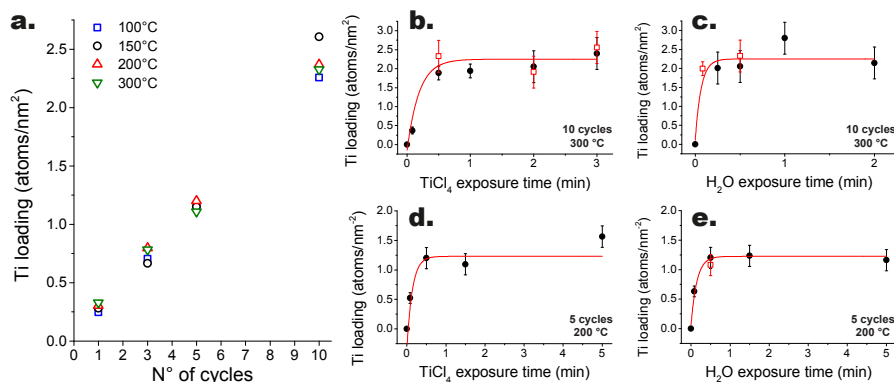 a.
100°C
150°C
200°C
300°C
2.5
2.0
1.5
1.0
0.5
0.0
0 1 2 3 4 5 6 7 8 9 10
Ti loading (atoms/nm²)
N° of cycles
b.
3.0
2.5
2.0
1.5
1.0
0.5
0.0
0 1 2 3
Ti loading (atoms/nm²)
TiCl₄ exposure time (min)
10 cycles
300 °C
c.
3.0
2.5
2.0
1.5
1.0
0.5
0.0
0 1 2
Ti loading (atoms/nm²)
H₂O exposure time (min)
10 cycles
300 °C
d.
2.0
1.5
1.0
0.5
0.0
0 1 2 3 4 5
Ti loading (atoms/nm⁻²)
TiCl₄ exposure time (min)
5 cycles
200 °C
e.
2.0
1.5
1.0
0.5
0.0
0 1 2 3 4 5
Ti loading (atoms/nm⁻²)
H₂O exposure time (min)
5 cycles
200 °C